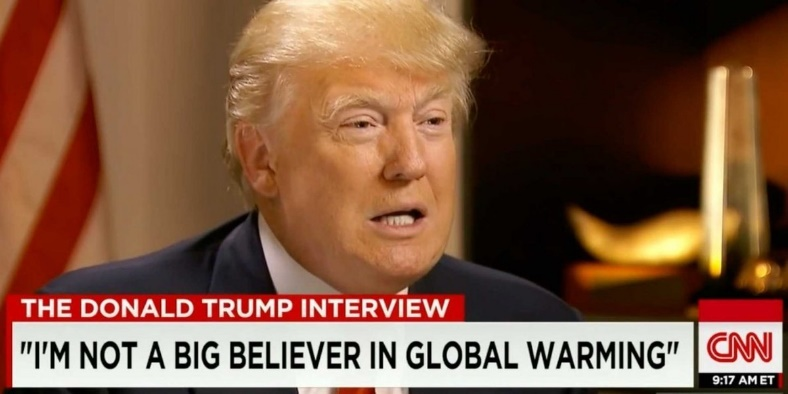 THE DONALD TRUMP INTERVIEW
"I'M NOT A BIG BELIEVER IN GLOBAL WARMING"
CNN
9:17 AM ET